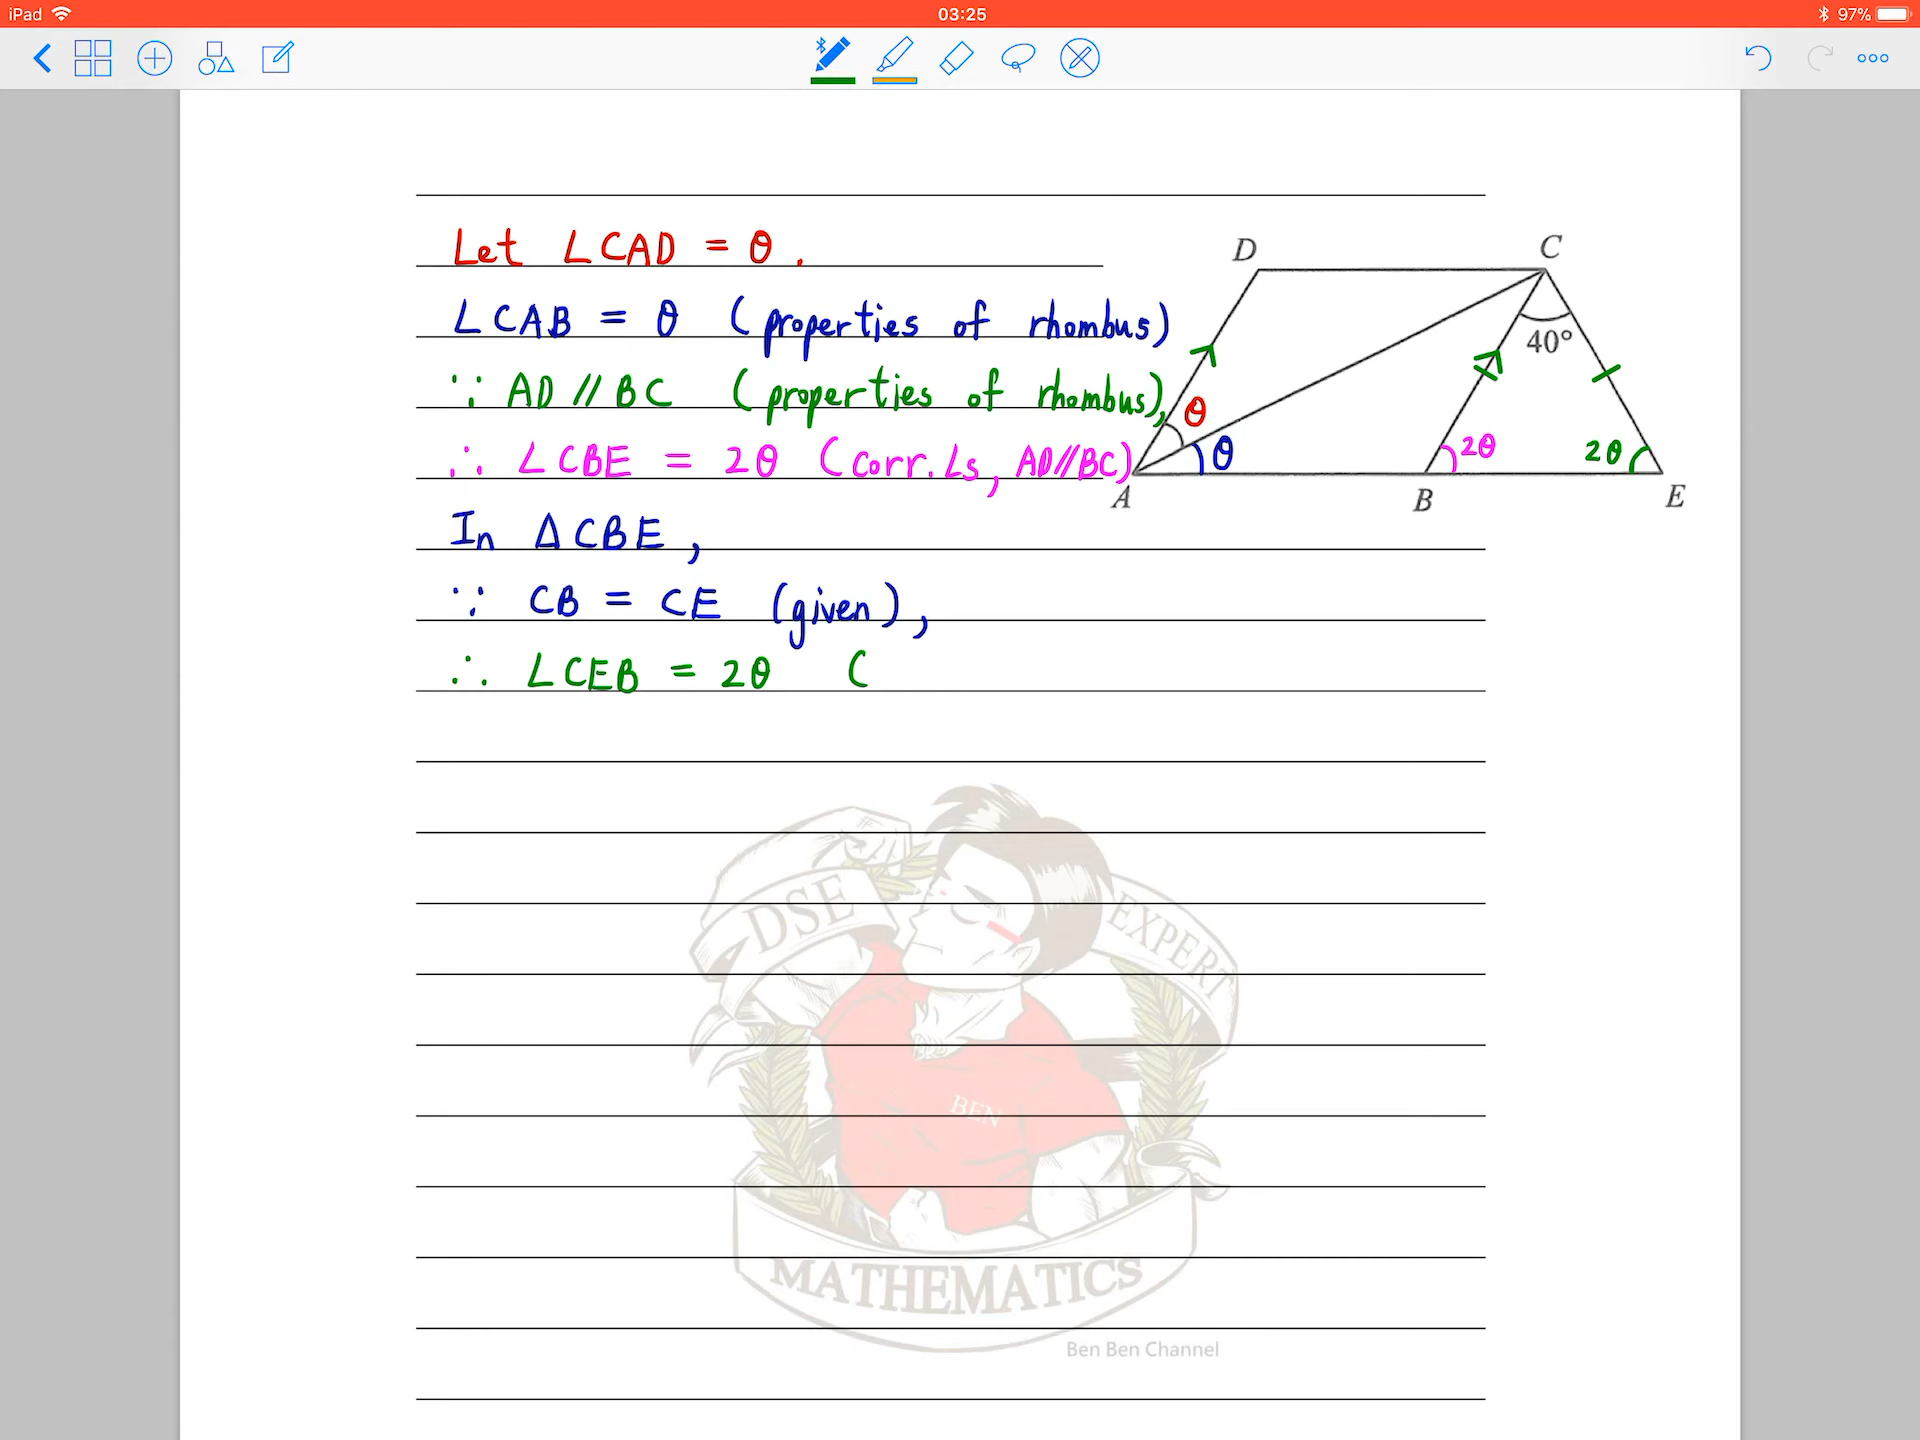 iPad 03:25 97%
Let ∠CAD = θ .
∠CAB = θ (properties of rhombus)
∵ AD // BC (properties of rhombus),
∴ ∠CBE = 2θ (corr. ∠s, AD//BC)
In ΔCBE ,
∵ CB = CE (given) ,
∴ ∠CEB = 2θ (
D C
40°
θ
θ 2θ 2θ
A B E
DSE EXPERT
BEN
MATHEMATICS
Ben Ben Channel